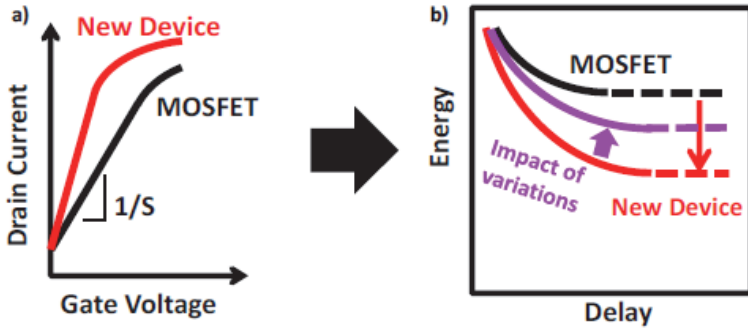 a)
New Device
MOSFET
1/S
Drain Current
Gate Voltage
b)
MOSFET
Impact of
variations
New Device
Energy
Delay